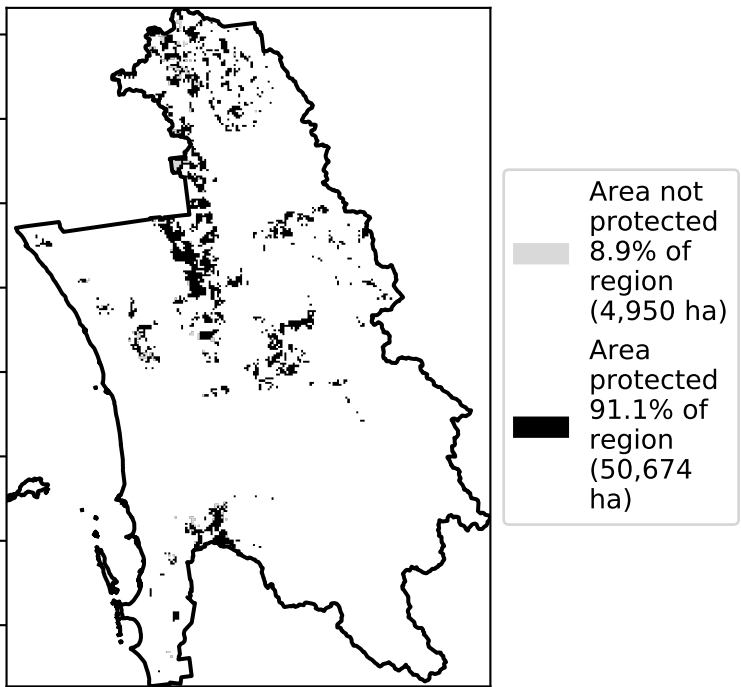 Area not
protected
8.9% of
region
(4,950 ha)
Area
protected
91.1% of
region
(50,674
ha)